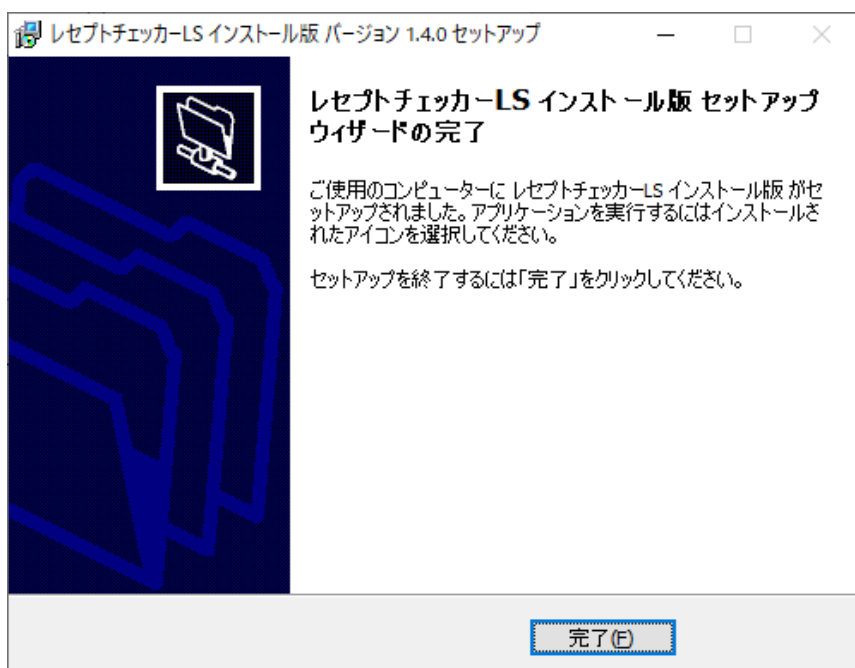 レセプトチェッカーLS インストール版 バージョン 1.4.0 セットアップ
レセプトチェッカーLS インストール版 セットアップ
ウィザードの完了
ご使用のコンピューターに レセプトチェッカーLS インストール版 がセ
ットアップされました。アプリケーションを実行するにはインストールさ
れたアイコンを選択してください。
セットアップを終了するには「完了」をクリックしてください。
完了(F)